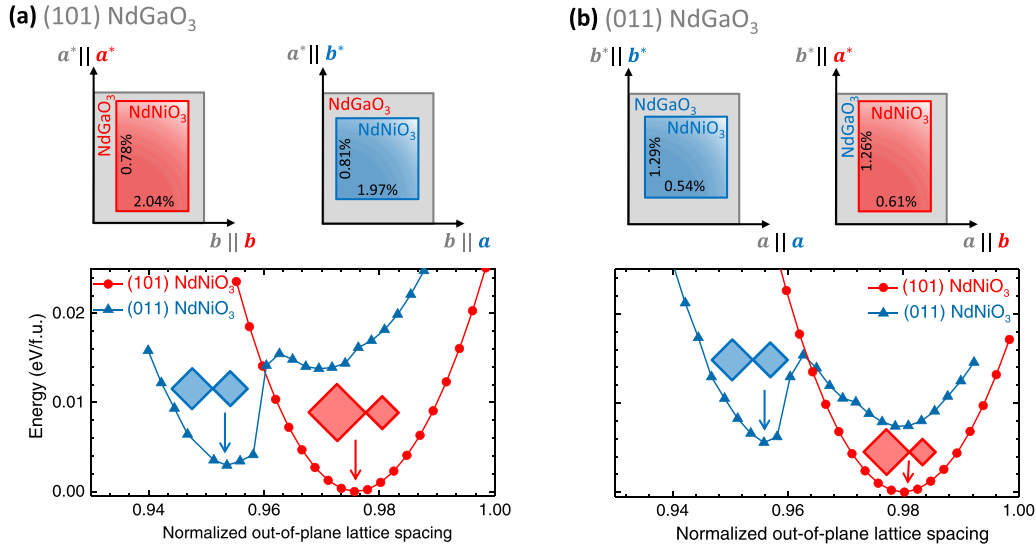 (a) (101) NdGaO₃
a* || a*
NdGaO₃
NdNiO₃
0.78%
2.04%
b || b
a* || b*
NdGaO₃
NdNiO₃
0.81%
1.97%
b || a
(101) NdNiO₃
(011) NdNiO₃
Energy (eV/f.u.)
0.02
0.01
0.00
0.94 0.96 0.98 1.00
Normalized out-of-plane lattice spacing
(b) (011) NdGaO₃
b* || b*
NdGaO₃
NdNiO₃
1.29%
0.54%
a || a
b* || a*
NdGaO₃
NdNiO₃
1.26%
0.61%
a || b
(101) NdNiO₃
(011) NdNiO₃
0.94 0.96 0.98 1.00
Normalized out-of-plane lattice spacing